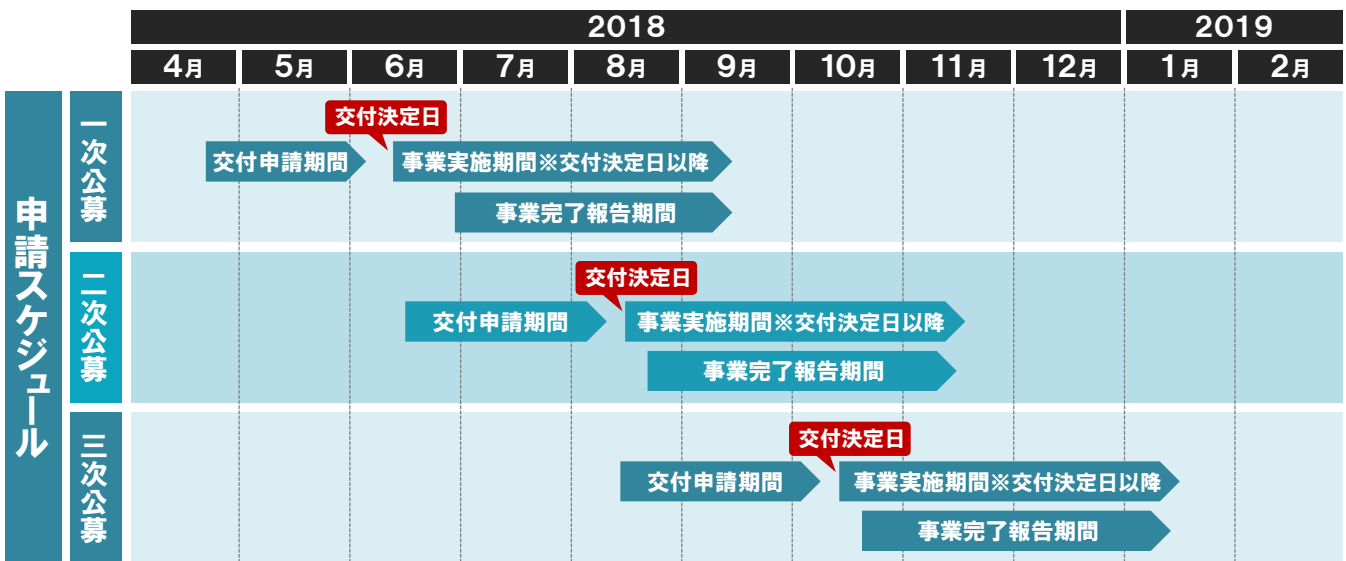 2018
2019
4月
5月
6月
7月
8月
9月
10月
11月
12月
1月
2月
申請スケジュール
一次公募
交付決定日
交付申請期間
事業実施期間※交付決定日以降
事業完了報告期間
二次公募
交付決定日
交付申請期間
事業実施期間※交付決定日以降
事業完了報告期間
三次公募
交付決定日
交付申請期間
事業実施期間※交付決定日以降
事業完了報告期間